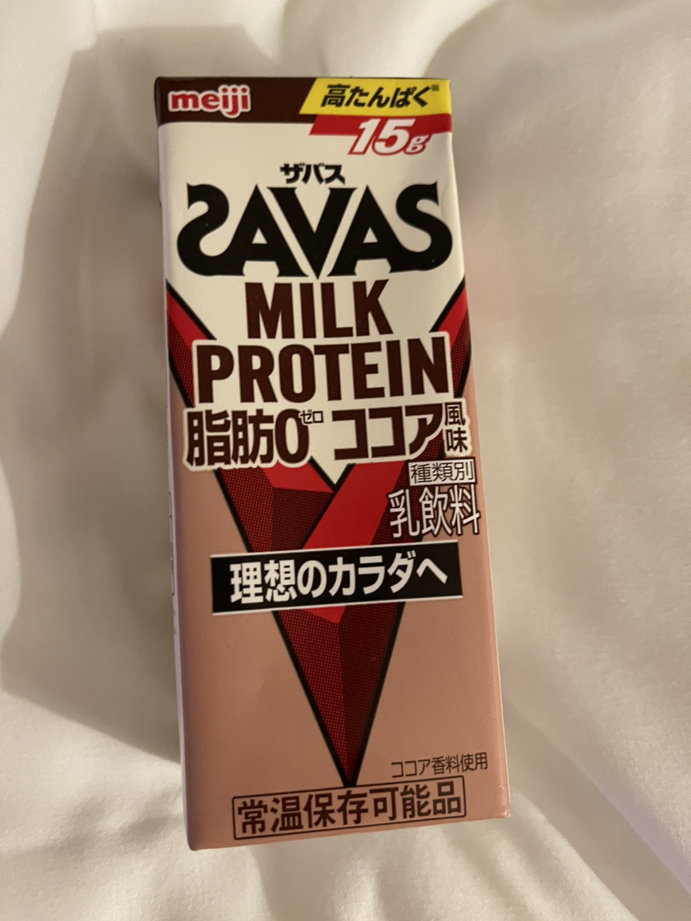 meiji
高たんぱく※
15g
ザバス
SAVAS
MILK
PROTEIN
脂肪0ゼロ ココア風味
種類別
乳飲料
理想のカラダへ
ココア香料使用
常温保存可能品